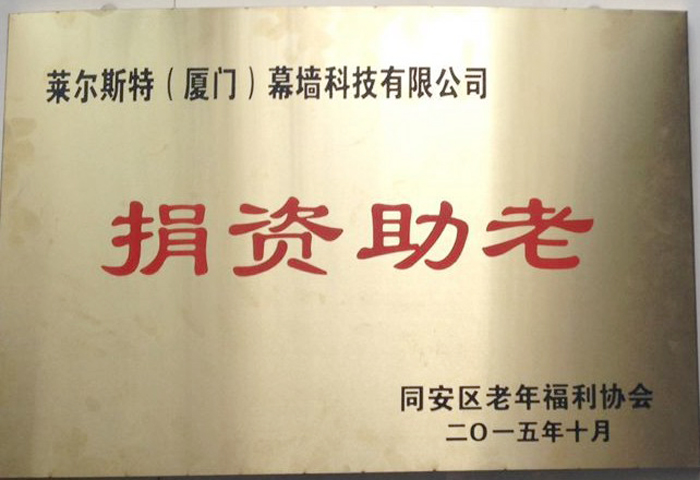 莱尔斯特（厦门）幕墙科技有限公司
捐资助老
同安区老年福利协会
二〇一五年十月